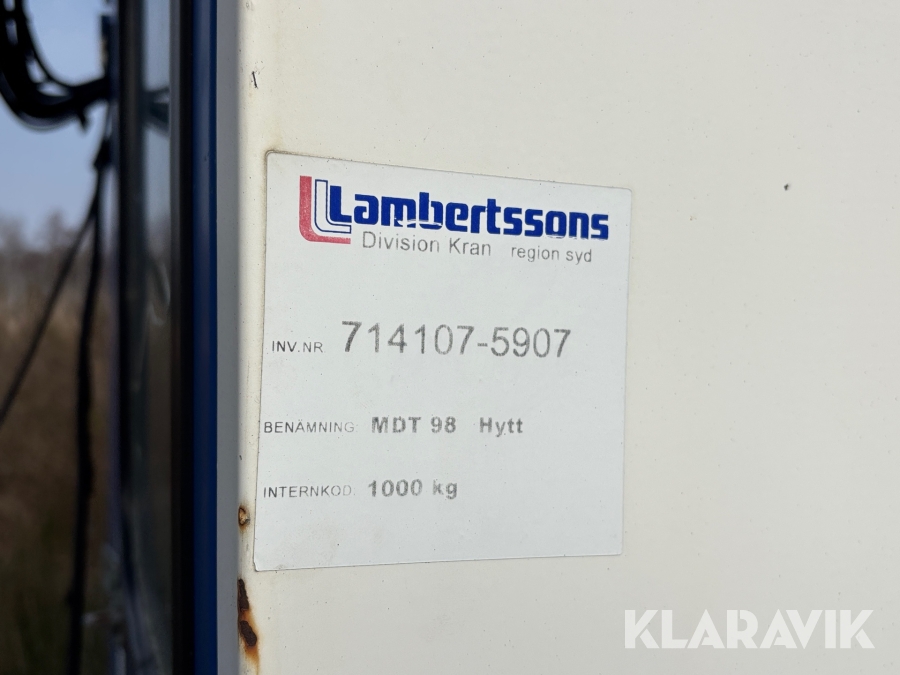 Lambertssons
Division Kran region syd
INV.NR 714107-5907
BENÄMNING: MDT 98 Hytt
INTERNKOD: 1000 kg
KLARAVIK